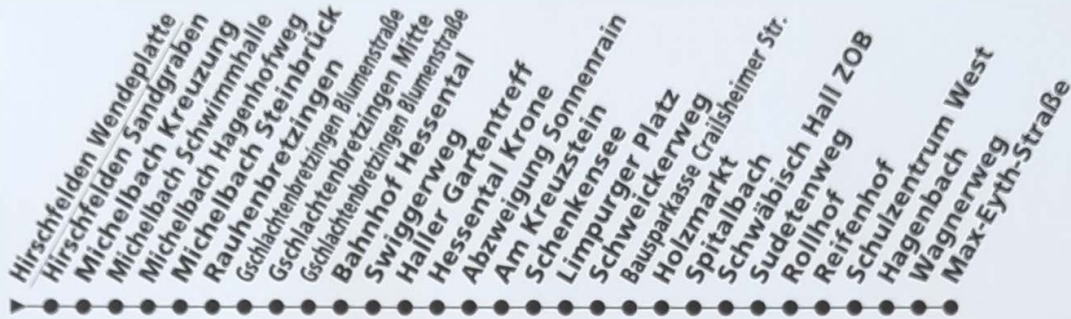 Hirschfelden Wendeplatte
Hirschfelden Sandgraben
Michelbach Kreuzung
Michelbach Schwimmhalle
Michelbach Hagenhofweg
Michelbach Steinbrück
Rauhenbretzingen
Gschlachtenbretzingen Blumenstraße
Gschlachtenbretzingen Mitte
Gschlachtenbretzingen Blumenstraße
Bahnhof Hessental
Swiggerweg
Haller Gartentreff
Hessental Krone
Abzweigung Sonnenrain
Am Kreuzstein
Schenkensee
Limpurger Platz
Schweickerweg
Bausparkasse Crailsheimer Str.
Holzmarkt
Spitalbach
Schwäbisch Hall ZOB
Sudetenweg
Rollhof
Reifenhof
Schulzentrum West
Hagenbach
Wagnerweg
Max-Eyth-Straße